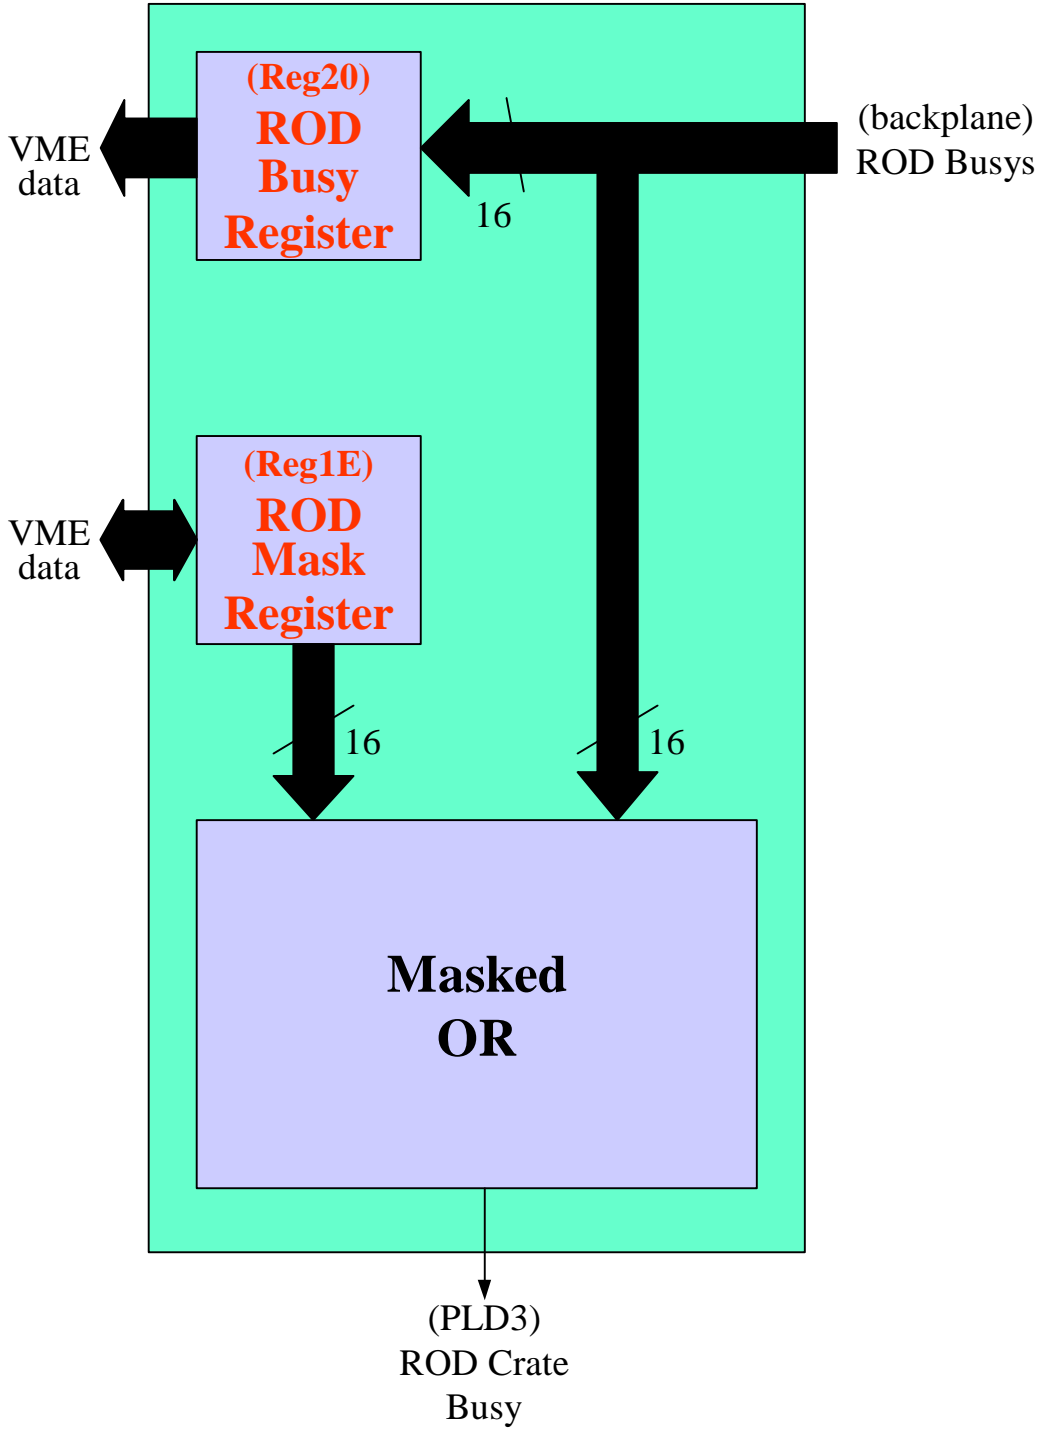 (Reg20)
ROD
Busy
Register
VME
data
16
(backplane)
ROD Busys
(Reg1E)
ROD
Mask
Register
VME
data
16
16
Masked
OR
(PLD3)
ROD Crate
Busy